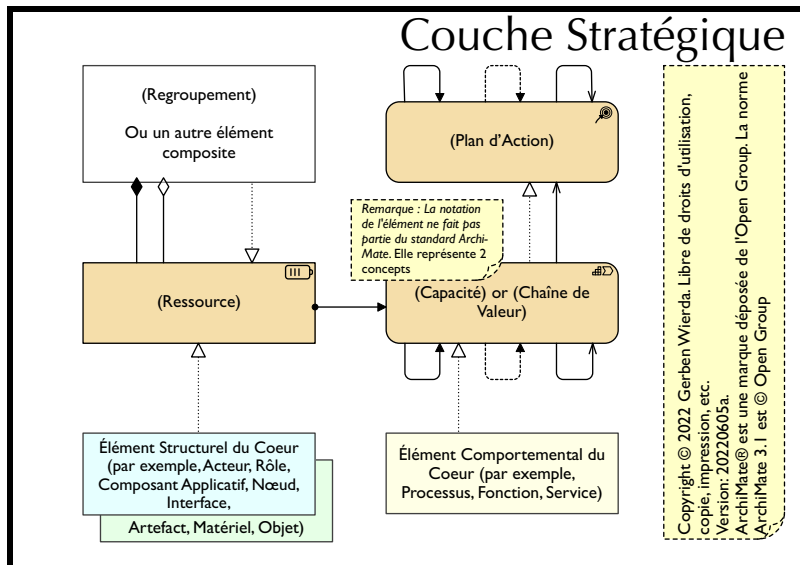 Couche Stratégique
(Regroupement)
Ou un autre élément
composite
(Plan d'Action)
Remarque : La notation
de l'élément ne fait pas
partie du standard Archi-
Mate. Elle représente 2
concepts
(Ressource)
(Capacité) or (Chaîne de
Valeur)
Élément Structurel du Coeur
(par exemple, Acteur, Rôle,
Composant Applicatif, Nœud,
Interface,
Artefact, Matériel, Objet)
Élément Comportemental du
Coeur (par exemple,
Processus, Fonction, Service)
Copyright © 2022 Gerben Wierda. Libre de droits d'utilisation,
copie, impression, etc.
Version: 20220605a.
ArchiMate® est une marque déposée de l'Open Group. La norme
ArchiMate 3.1 est © Open Group